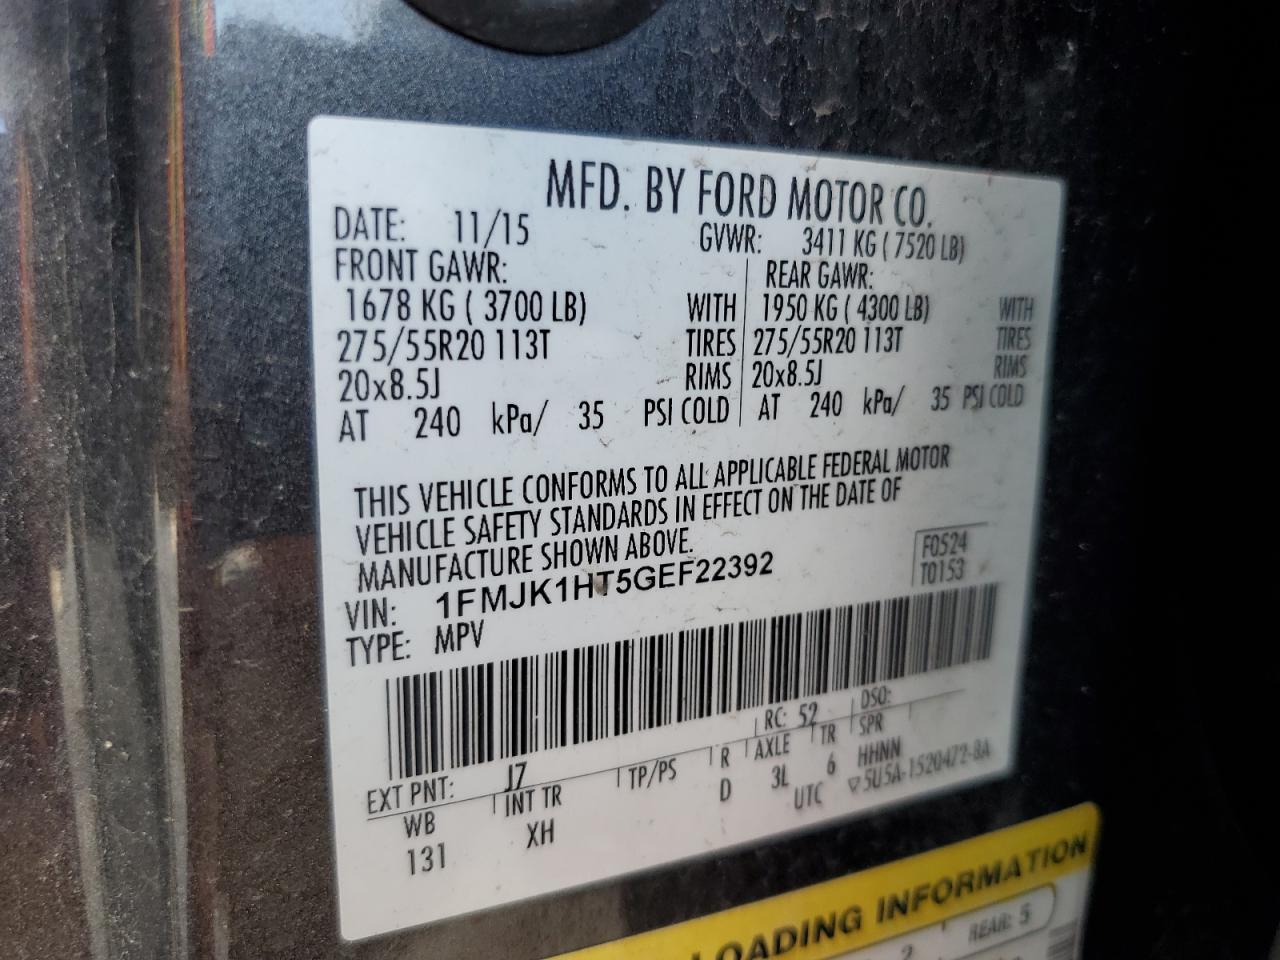 MFD. BY FORD MOTOR CO.
DATE: 11/15 GVWR: 3411 KG ( 7520 LB)
FRONT GAWR: REAR GAWR:
1678 KG ( 3700 LB) WITH 1950 KG ( 4300 LB) WITH
275/55R20 113T TIRES 275/55R20 113T TIRES
20x8.5J RIMS 20x8.5J RIMS
AT 240 kPa/ 35 PSI COLD AT 240 kPa/ 35 PSI COLD
THIS VEHICLE CONFORMS TO ALL APPLICABLE FEDERAL MOTOR
VEHICLE SAFETY STANDARDS IN EFFECT ON THE DATE OF
MANUFACTURE SHOWN ABOVE.
F0524
T0153
VIN: 1FMJK1HT5GEF22392
TYPE: MPV
EXT PNT: J7 RC: 52 DSO:
WB INT TR TP/PS R AXLE TR SPR
131 XH D 3L 6 HHNN
UTC ▽5U5A-1520472-BA
LOADING INFORMATION
2 REAR: 5